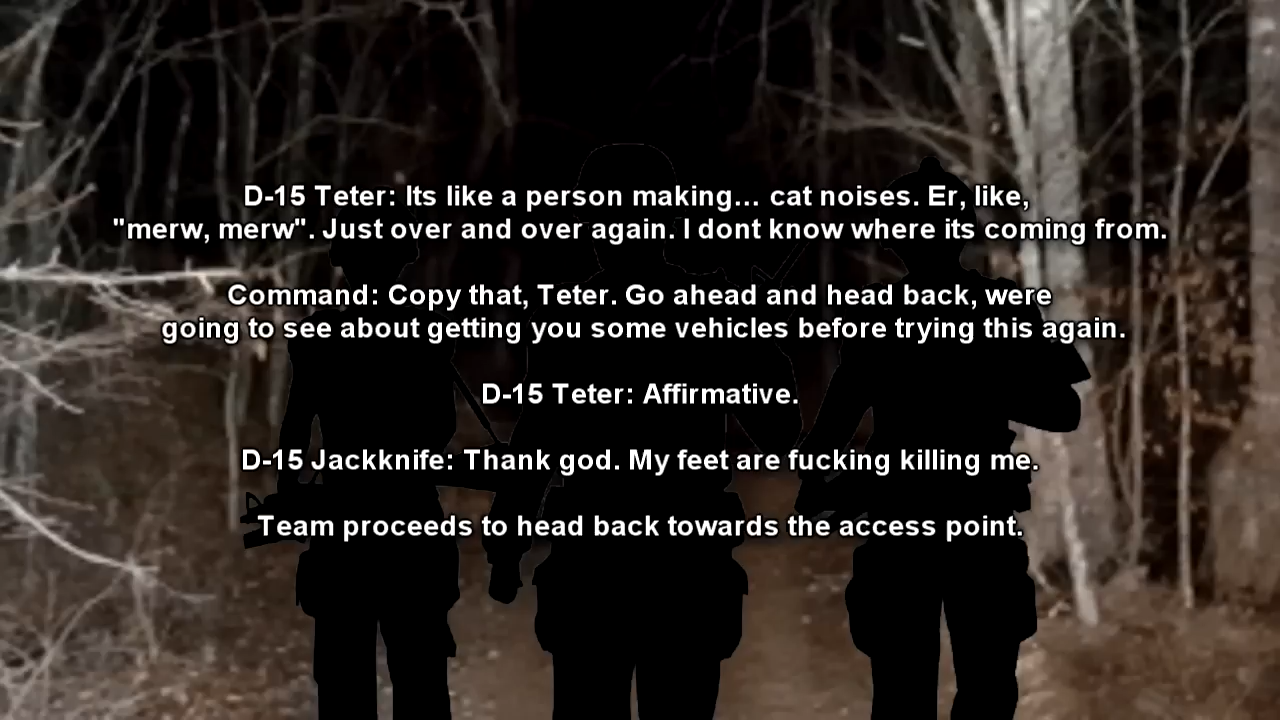 D-15 Teter: Its like a person making... cat noises. Er, like,
"merw, merw". Just over and over again. I dont know where its coming from.
Command: Copy that, Teter. Go ahead and head back, were
going to see about getting you some vehicles before trying this again.
D-15 Teter: Affirmative.
D-15 Jackknife: Thank god. My feet are fucking killing me.
Team proceeds to head back towards the access point.